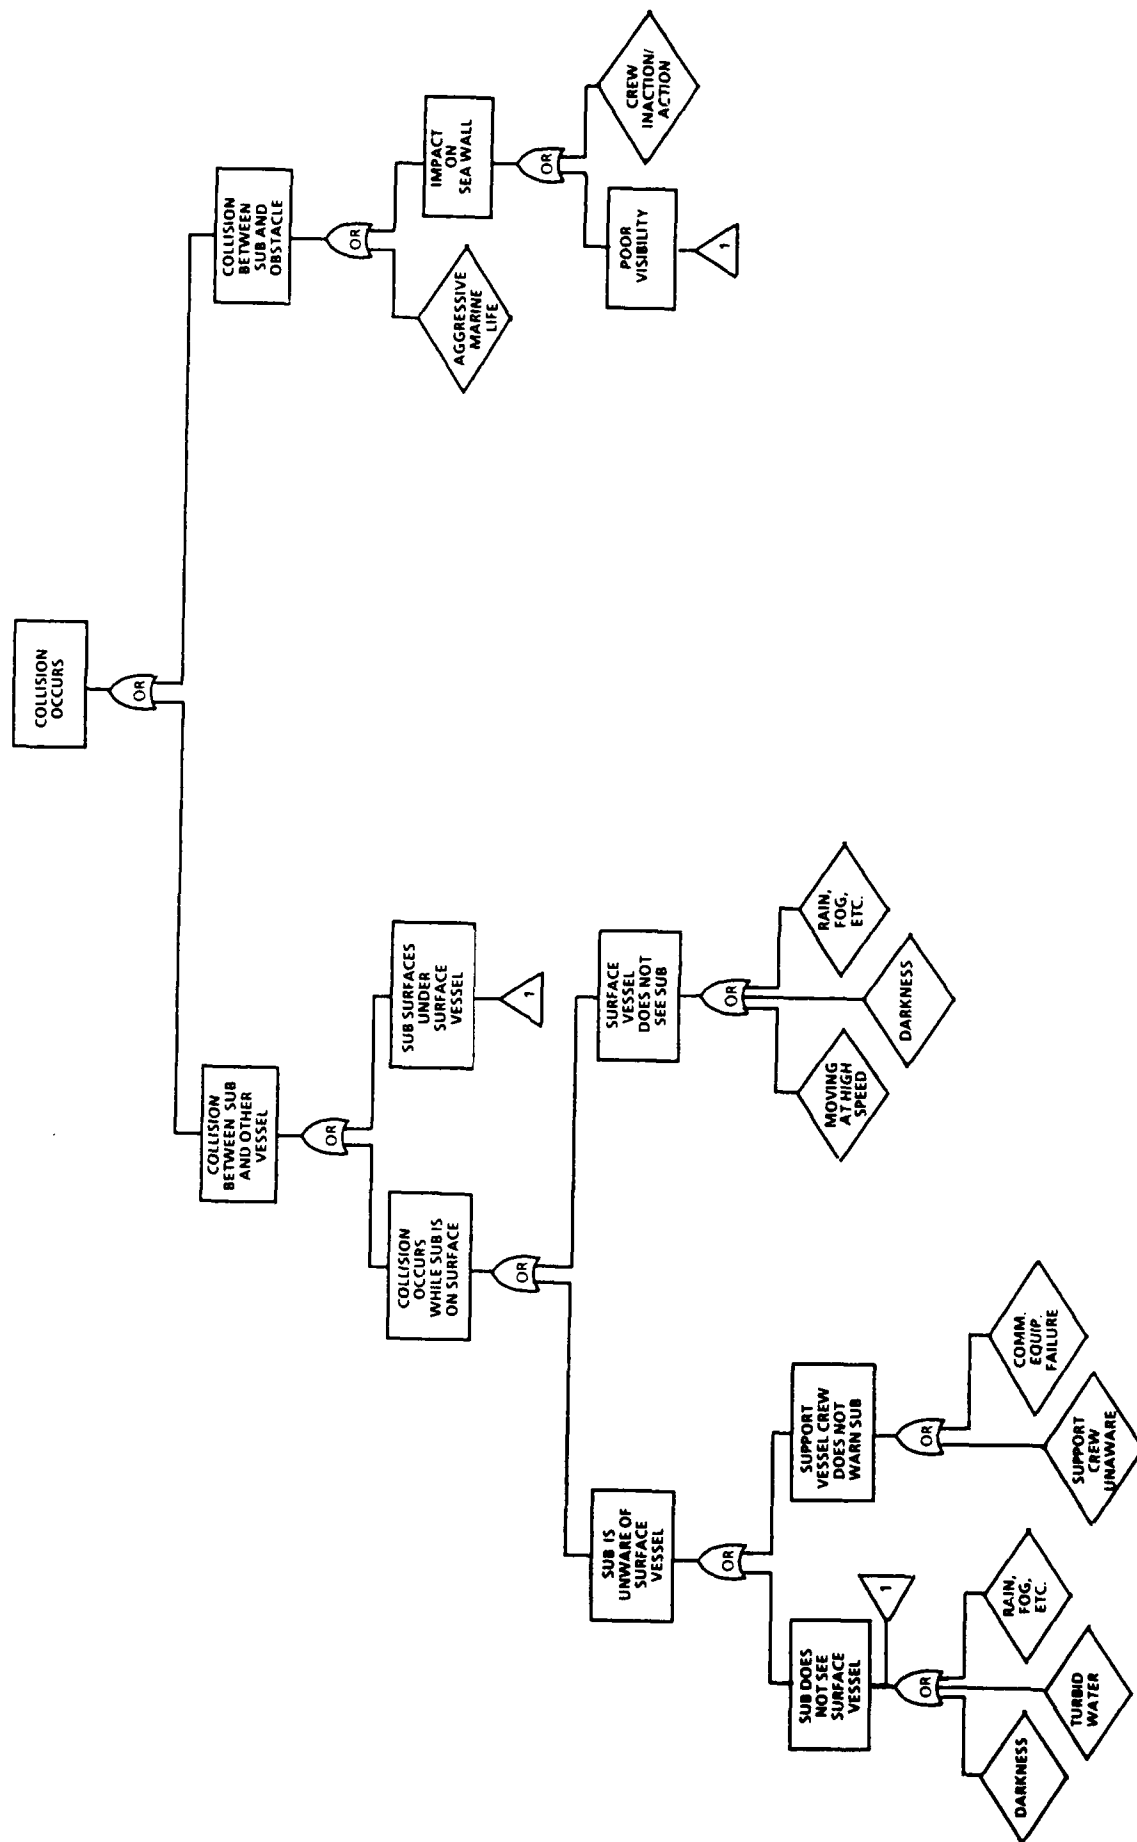 COLLISION
OCCURS
OR
COLLISION
BETWEEN SUB
AND OTHER
VESSEL
OR
COLLISION
OCCURS
WHILE SUB IS
ON SURFACE
OR
SUB IS
UNWARE OF
SURFACE
VESSEL
OR
SUB DOES
NOT SEE
SURFACE
VESSEL
1
OR
DARKNESS
TURBID
WATER
RAIN,
FOG,
ETC.
SUPPORT
VESSEL CREW
DOES NOT
WARN SUB
OR
SUPPORT
CREW
UNAWARE
COMM.
EQUIP.
FAILURE
SURFACE
VESSEL
DOES NOT
SEE SUB
OR
MOVING
AT HIGH
SPEED
DARKNESS
RAIN,
FOG,
ETC.
SUB SURFACES
UNDER
SURFACE
VESSEL
1
COLLISION
BETWEEN
SUB AND
OBSTACLE
OR
AGGRESSIVE
MARINE
LIFE
IMPACT
ON
SEA WALL
OR
POOR
VISIBILITY
1
CREW
INACTION/
ACTION